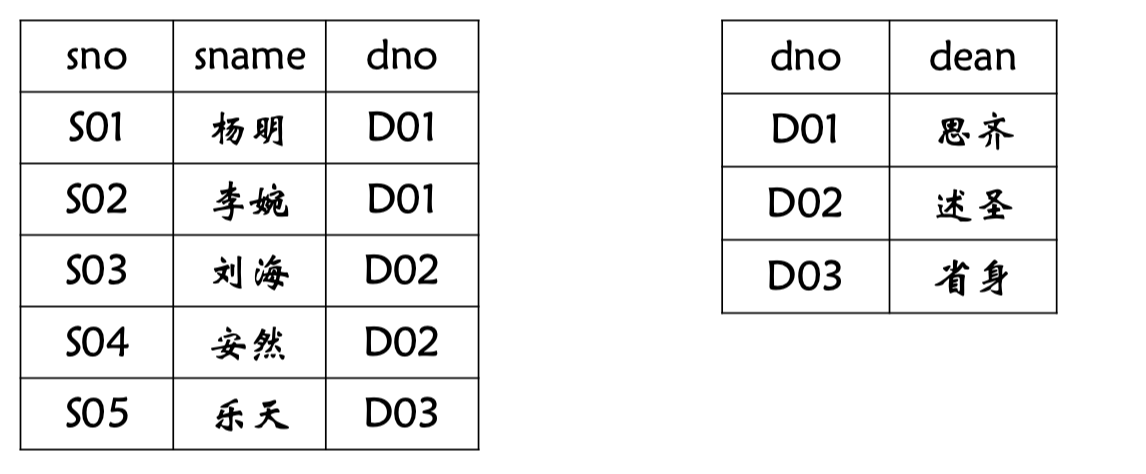 sno sname dno
S01 杨明 D01
S02 李婉 D01
S03 刘海 D02
S04 安然 D02
S05 乐天 D03
dno dean
D01 思齐
D02 述圣
D03 省身